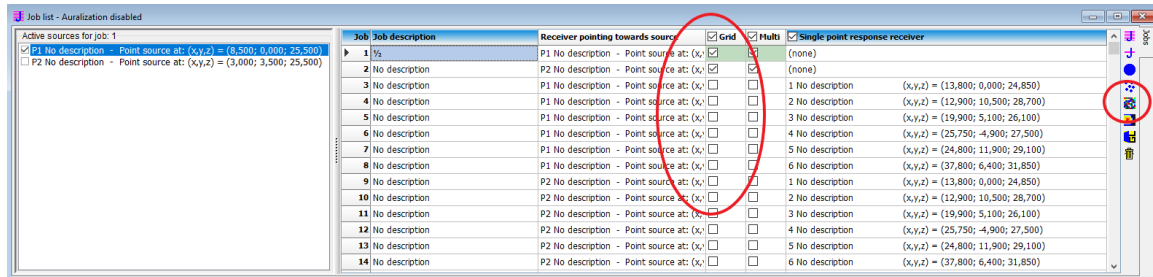 Job list - Auralization disabled
Active sources for job: 1
P1 No description - Point source at: (x,y,z) = (8,500; 0,000; 25,500)
P2 No description - Point source at: (x,y,z) = (3,000; 3,500; 25,500)
Job Job description Receiver pointing towards source Grid Multi Single point response receiver
1 ½ P1 No description - Point source at: (x, (none)
2 No description P2 No description - Point source at: (x, (none)
3 No description P1 No description - Point source at: (x, 1 No description (x,y,z) = (13,800; 0,000; 24,850)
4 No description P1 No description - Point source at: (x, 2 No description (x,y,z) = (12,900; 10,500; 28,700)
5 No description P1 No description - Point source at: (x, 3 No description (x,y,z) = (19,900; 5,100; 26,100)
6 No description P1 No description - Point source at: (x, 4 No description (x,y,z) = (25,750; -4,900; 27,500)
7 No description P1 No description - Point source at: (x, 5 No description (x,y,z) = (24,800; 11,900; 29,100)
8 No description P1 No description - Point source at: (x, 6 No description (x,y,z) = (37,800; 6,400; 31,850)
9 No description P2 No description - Point source at: (x, 1 No description (x,y,z) = (13,800; 0,000; 24,850)
10 No description P2 No description - Point source at: (x, 2 No description (x,y,z) = (12,900; 10,500; 28,700)
11 No description P2 No description - Point source at: (x, 3 No description (x,y,z) = (19,900; 5,100; 26,100)
12 No description P2 No description - Point source at: (x, 4 No description (x,y,z) = (25,750; -4,900; 27,500)
13 No description P2 No description - Point source at: (x, 5 No description (x,y,z) = (24,800; 11,900; 29,100)
14 No description P2 No description - Point source at: (x, 6 No description (x,y,z) = (37,800; 6,400; 31,850)
Jobs